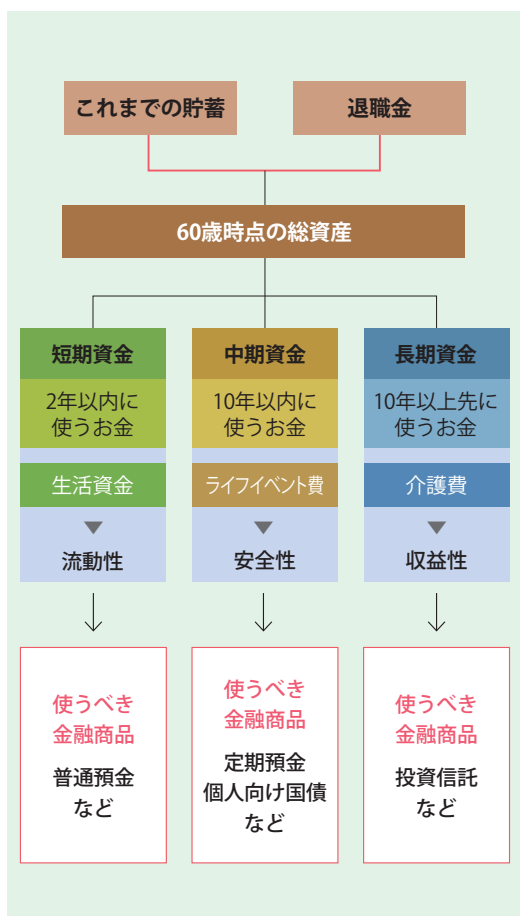 これまでの貯蓄
退職金
60歳時点の総資産
短期資金
2年以内に
使うお金
生活資金
▼
流動性
使うべき
金融商品
普通預金
など
中期資金
10年以内に
使うお金
ライフイベント費
▼
安全性
使うべき
金融商品
定期預金
個人向け国債
など
長期資金
10年以上先に
使うお金
介護費
▼
収益性
使うべき
金融商品
投資信託
など